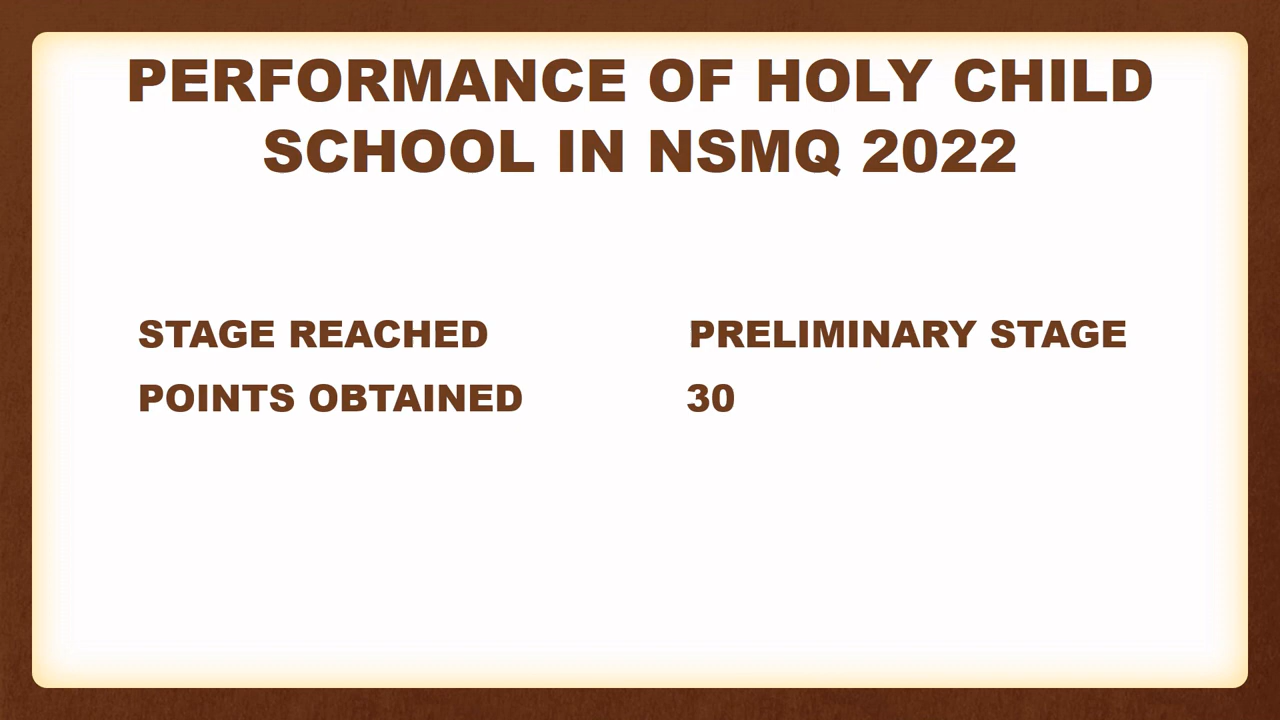 PERFORMANCE OF HOLY CHILD
SCHOOL IN NSMQ 2022
STAGE REACHED PRELIMINARY STAGE
POINTS OBTAINED 30